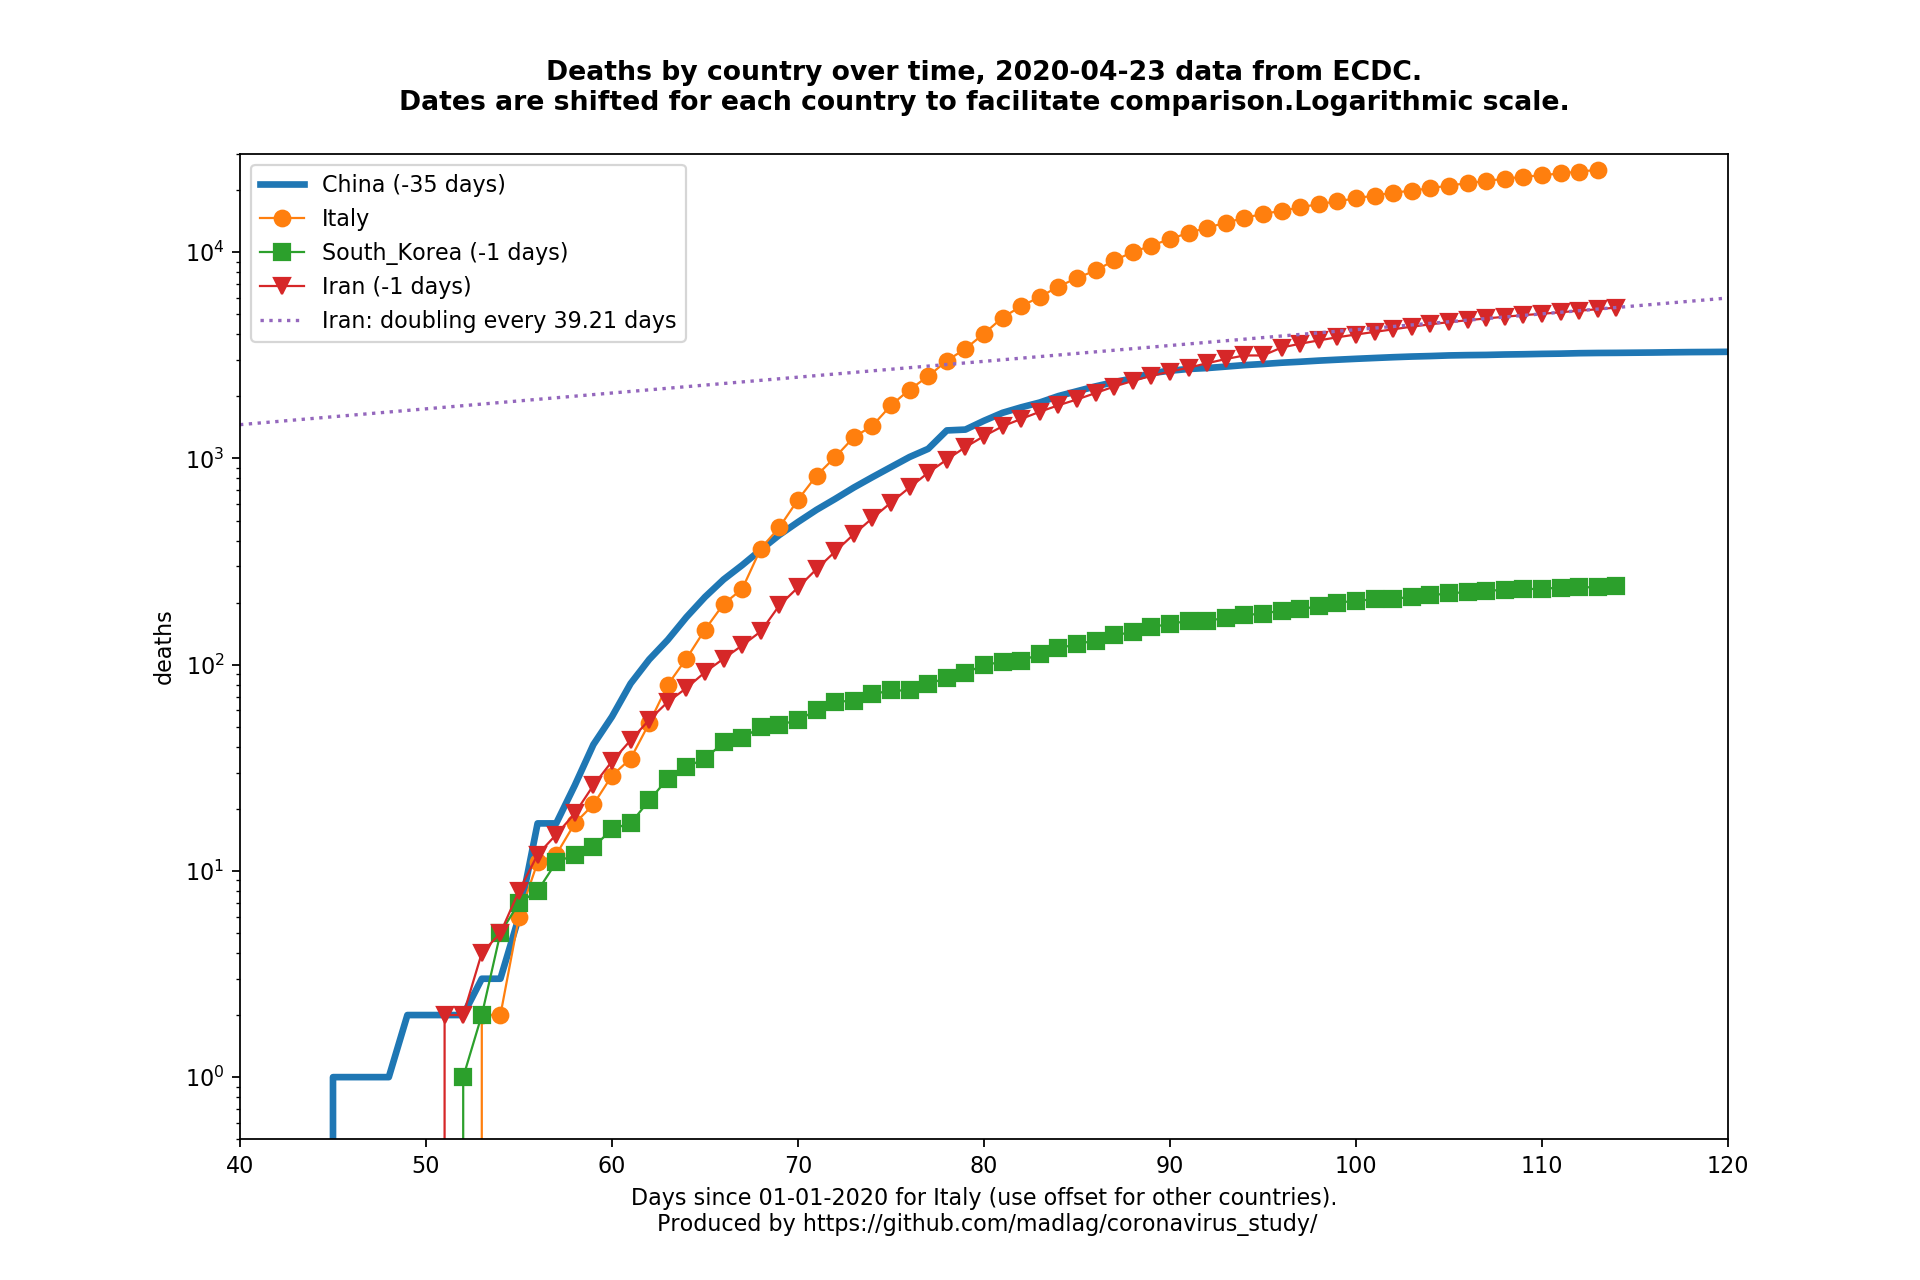 Deaths by country over time, 2020-04-23 data from ECDC.
Dates are shifted for each country to facilitate comparison.Logarithmic scale.
China (-35 days)
Italy
South_Korea (-1 days)
Iran (-1 days)
Iran: doubling every 39.21 days
10⁴
10³
10²
10¹
10⁰
deaths
40 50 60 70 80 90 100 110 120
Days since 01-01-2020 for Italy (use offset for other countries).
Produced by https://github.com/madlag/coronavirus_study/